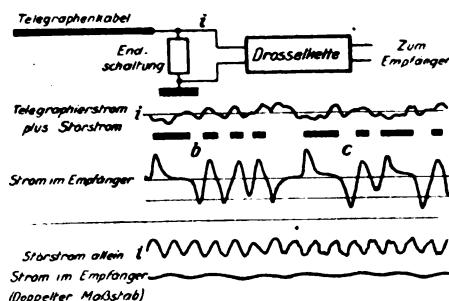 Telegraphenkabel
i
End.
schaltung
Drosselkette
Zum
Empfänger
Telegraphierstrom
plus Störstrom
i
b
c
Strom im Empfänger
Störstrom allein
i
Strom im Empfänger
(Doppelter Maßstab)